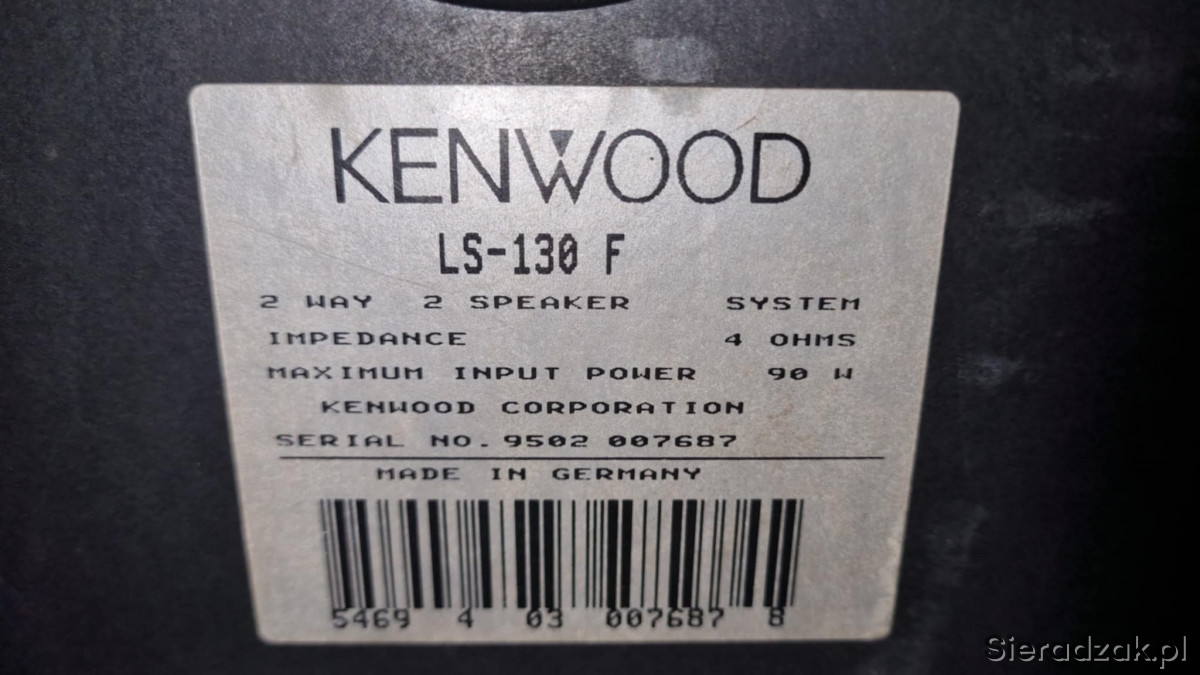 KENWOOD
LS-130 F
2 WAY 2 SPEAKER SYSTEM
IMPEDANCE 4 OHMS
MAXIMUM INPUT POWER 90 W
KENWOOD CORPORATION
SERIAL NO. 9502 007687
MADE IN GERMANY
5469 4 03 007687 8
Sieradzak.pl